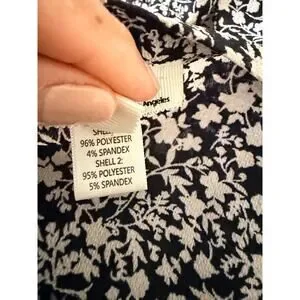 Angeles
SHELL
96% POLYESTER
4% SPANDEX
SHELL 2:
95% POLYESTER
5% SPANDEX